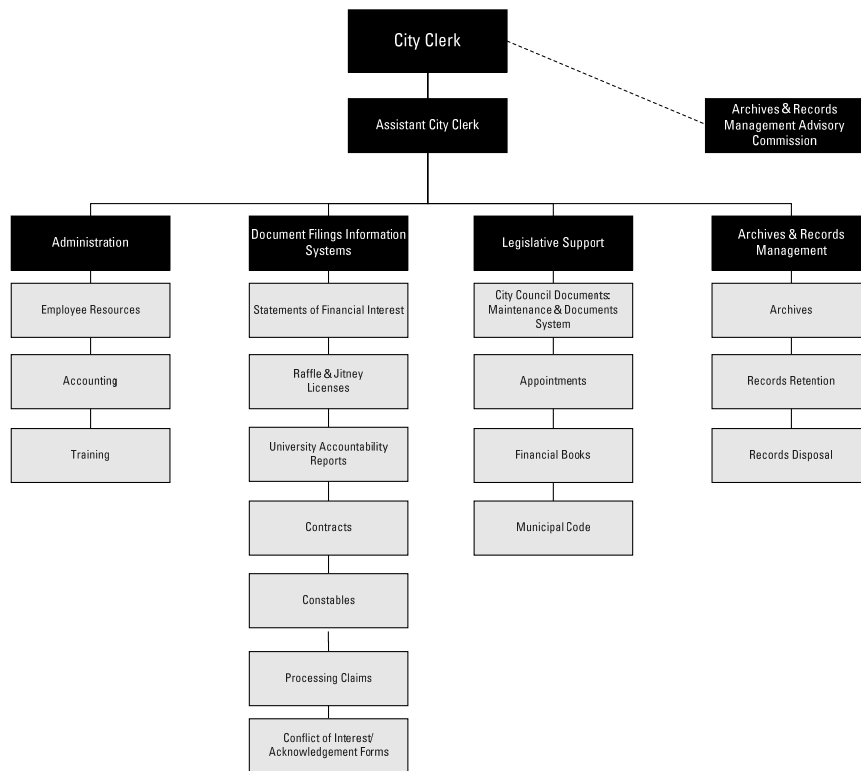 City Clerk
Assistant City Clerk
Archives & Records
Management Advisory
Commission
Administration
Document Filings Information
Systems
Legislative Support
Archives & Records
Management
Employee Resources
Statements of Financial Interest
City Council Documents:
Maintenance & Documents
System
Archives
Accounting
Raffle & Jitney
Licenses
Appointments
Records Retention
Training
University Accountability
Reports
Financial Books
Records Disposal
Contracts
Municipal Code
Constables
Processing Claims
Conflict of Interest/
Acknowledgement Forms